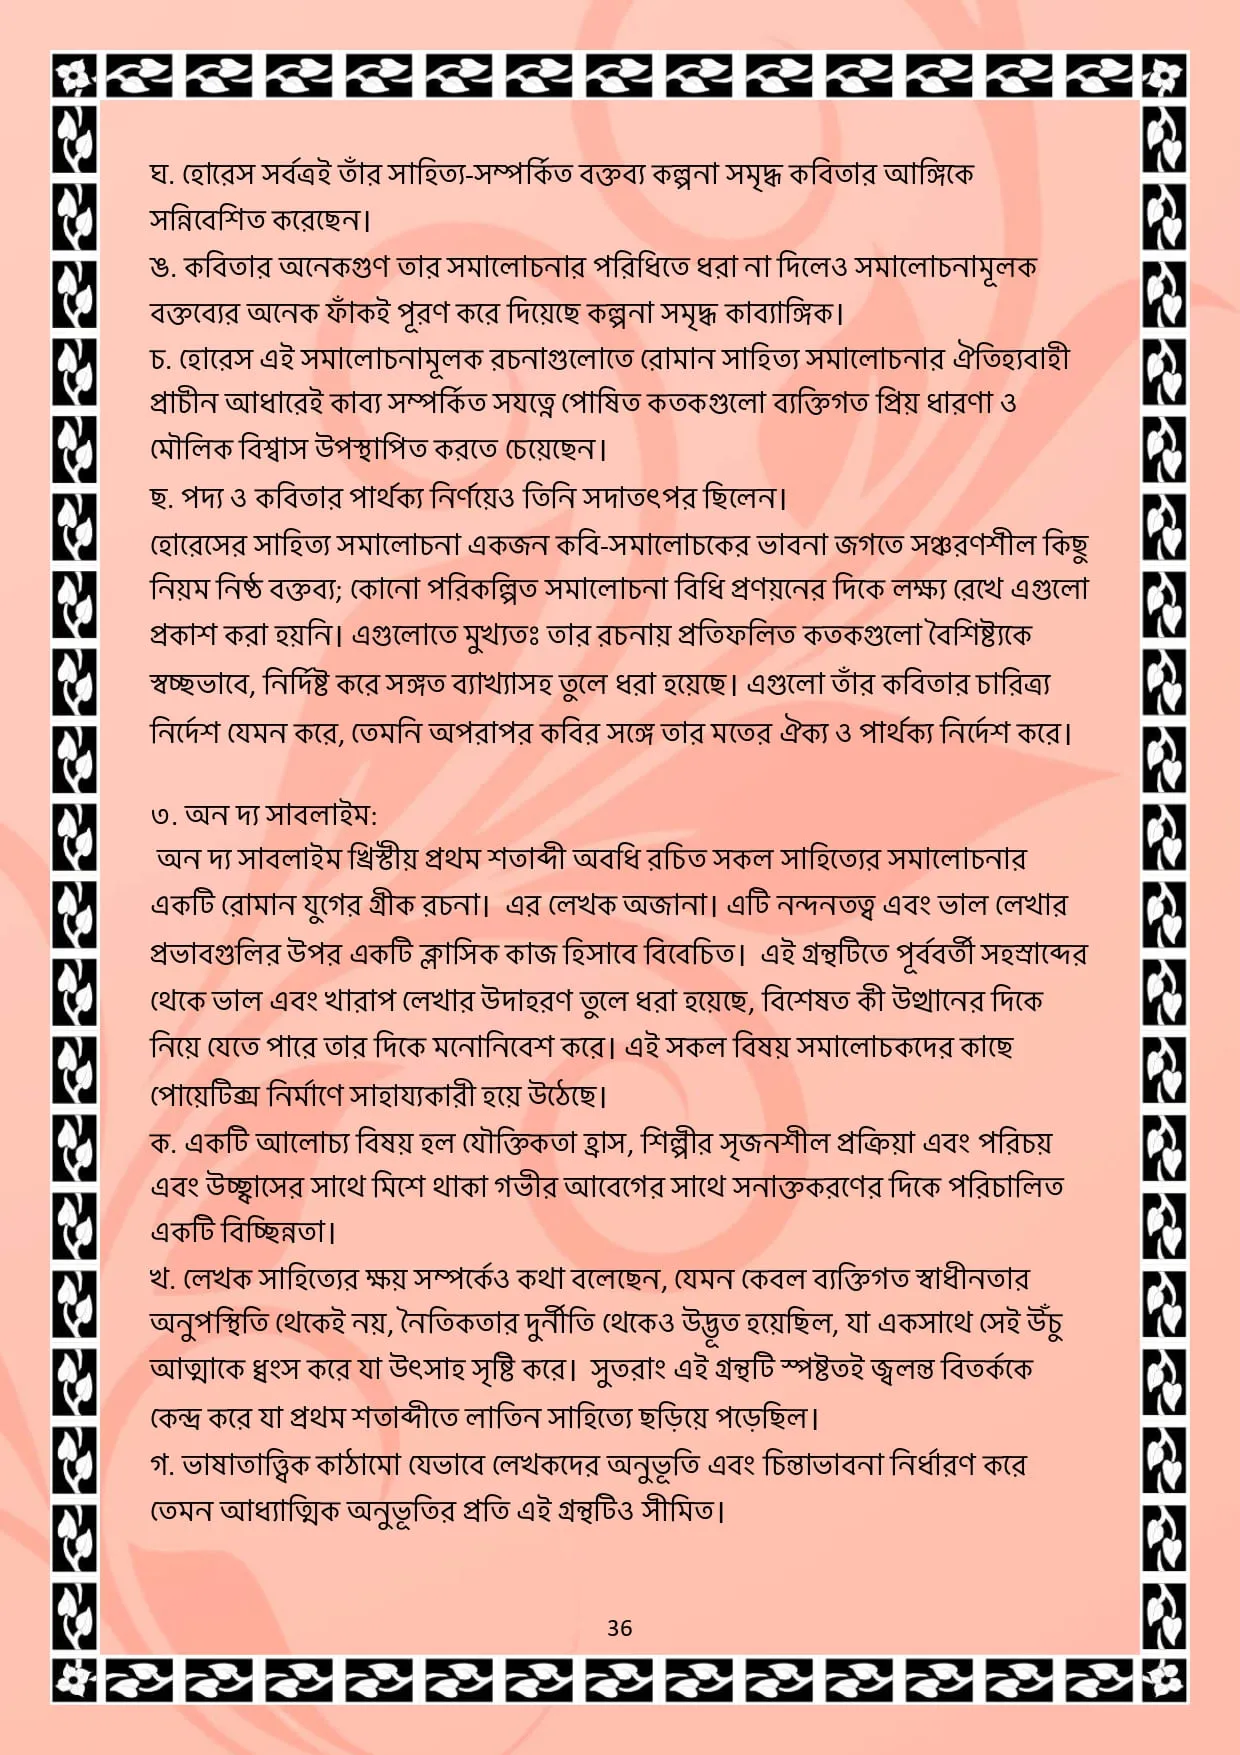 ঘ. হোরেস সর্বত্রই তাঁর সাহিত্য-সম্পর্কিত বক্তব্য কল্পনা সমৃদ্ধ কবিতার আঙ্গিকে
সন্নিবেশিত করেছেন।
ঙ. কবিতার অনেকগুণ তার সমালোচনার পরিধিতে ধরা না দিলেও সমালোচনামূলক
বক্তব্যের অনেক ফাঁকই পূরণ করে দিয়েছে কল্পনা সমৃদ্ধ কাব্যাঙ্গিক।
চ. হোরেস এই সমালোচনামূলক রচনাগুলোতে রোমান সাহিত্য সমালোচনার ঐতিহ্যবাহী
প্রাচীন আধারেই কাব্য সম্পর্কিত সযত্নে পোষিত কতকগুলো ব্যক্তিগত প্রিয় ধারণা ও
মৌলিক বিশ্বাস উপস্থাপিত করতে চেয়েছেন।
ছ. পদ্য ও কবিতার পার্থক্য নির্ণয়েও তিনি সদাতৎপর ছিলেন।
হোরেসের সাহিত্য সমালোচনা একজন কবি-সমালোচকের ভাবনা জগতে সঞ্চরণশীল কিছু
নিয়ম নিষ্ঠ বক্তব্য; কোনো পরিকল্পিত সমালোচনা বিধি প্রণয়নের দিকে লক্ষ্য রেখে এগুলো
প্রকাশ করা হয়নি। এগুলোতে মুখ্যতঃ তার রচনায় প্রতিফলিত কতকগুলো বৈশিষ্ট্যকে
স্বচ্ছভাবে, নির্দিষ্ট করে সঙ্গত ব্যাখ্যাসহ তুলে ধরা হয়েছে। এগুলো তাঁর কবিতার চারিত্র্য
নির্দেশ যেমন করে, তেমনি অপরাপর কবির সঙ্গে তার মতের ঐক্য ও পার্থক্য নির্দেশ করে।
৩. অন দ্য সাবলাইম:
অন দ্য সাবলাইম খ্রিস্টীয় প্রথম শতাব্দী অবধি রচিত সকল সাহিত্যের সমালোচনার
একটি রোমান যুগের গ্রীক রচনা। এর লেখক অজানা। এটি নন্দনতত্ব এবং ভাল লেখার
প্রভাবগুলির উপর একটি ক্লাসিক কাজ হিসাবে বিবেচিত। এই গ্রন্থটিতে পূর্ববর্তী সহস্রাব্দের
থেকে ভাল এবং খারাপ লেখার উদাহরণ তুলে ধরা হয়েছে, বিশেষত কী উত্থানের দিকে
নিয়ে যেতে পারে তার দিকে মনোনিবেশ করে। এই সকল বিষয় সমালোচকদের কাছে
পোয়েটিক্স নির্মাণে সাহায্যকারী হয়ে উঠেছে।
ক. একটি আলোচ্য বিষয় হল যৌক্তিকতা হ্রাস, শিল্পীর সৃজনশীল প্রক্রিয়া এবং পরিচয়
এবং উচ্ছ্বাসের সাথে মিশে থাকা গভীর আবেগের সাথে সনাক্তকরণের দিকে পরিচালিত
একটি বিচ্ছিন্নতা।
খ. লেখক সাহিত্যের ক্ষয় সম্পর্কেও কথা বলেছেন, যেমন কেবল ব্যক্তিগত স্বাধীনতার
অনুপস্থিতি থেকেই নয়, নৈতিকতার দুর্নীতি থেকেও উদ্ভূত হয়েছিল, যা একসাথে সেই উঁচু
আত্মাকে ধ্বংস করে যা উৎসাহ সৃষ্টি করে। সুতরাং এই গ্রন্থটি স্পষ্টতই জ্বলন্ত বিতর্ককে
কেন্দ্র করে যা প্রথম শতাব্দীতে লাতিন সাহিত্যে ছড়িয়ে পড়েছিল।
গ. ভাষাতাত্ত্বিক কাঠামো যেভাবে লেখকদের অনুভূতি এবং চিন্তাভাবনা নির্ধারণ করে
তেমন আধ্যাত্মিক অনুভূতির প্রতি এই গ্রন্থটিও সীমিত।
36